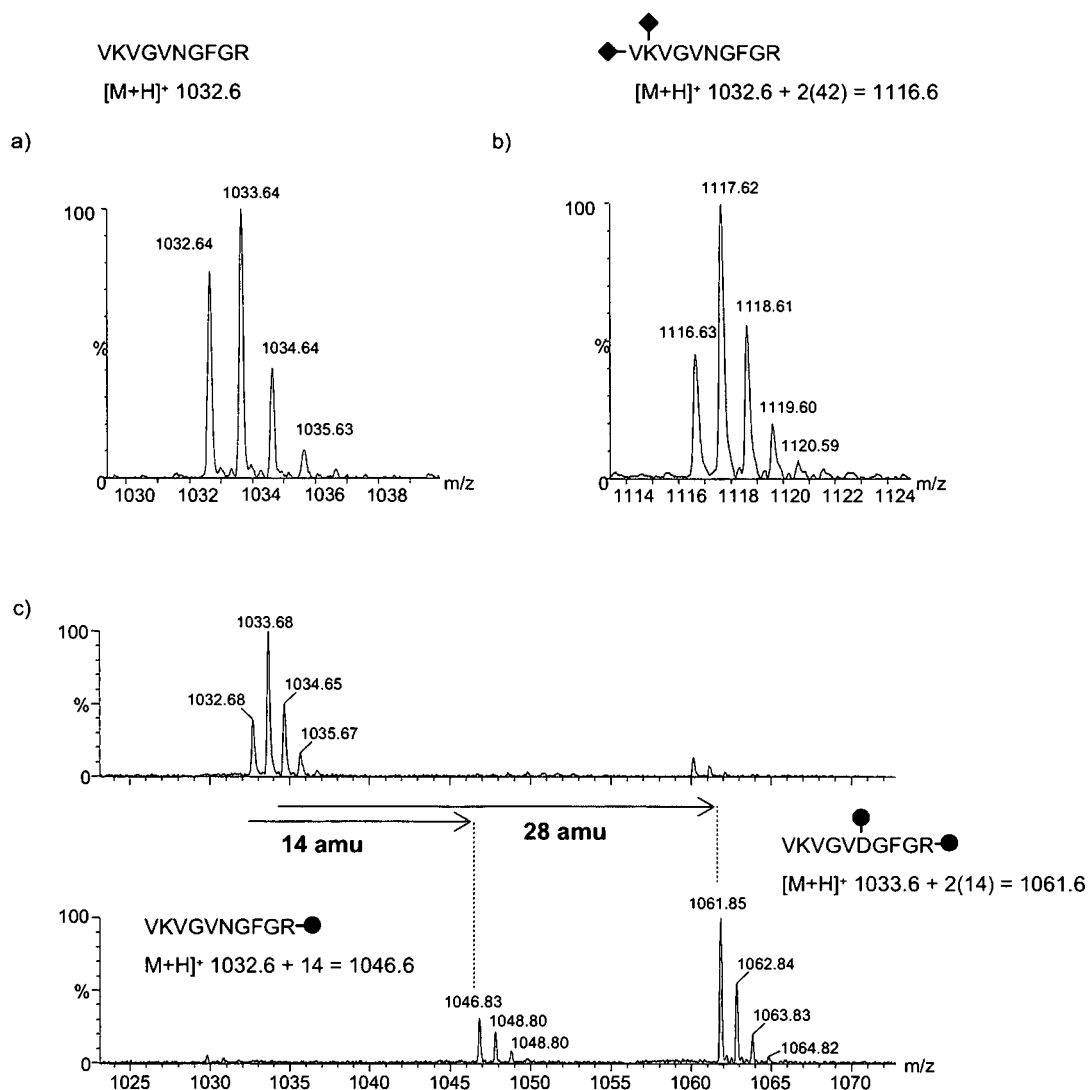 VKVGVNGFGR
[M+H]+ 1032.6
VKVGVNGFGR
[M+H]+ 1032.6 + 2(42) = 1116.6
a)
100
%
0
1032.64
1033.64
1034.64
1035.63
1030 1032 1034 1036 1038 m/z
b)
100
%
0
1116.63
1117.62
1118.61
1119.60
1120.59
1114 1116 1118 1120 1122 1124 m/z
c)
100
%
0
1032.68
1033.68
1034.65
1035.67
14 amu
28 amu
VKVGVDGFGR
[M+H]+ 1033.6 + 2(14) = 1061.6
VKVGVNGFGR
M+H]+ 1032.6 + 14 = 1046.6
100
%
0
1046.83
1048.80
1048.80
1061.85
1062.84
1063.83
1064.82
1025 1030 1035 1040 1045 1050 1055 1060 1065 1070 m/z